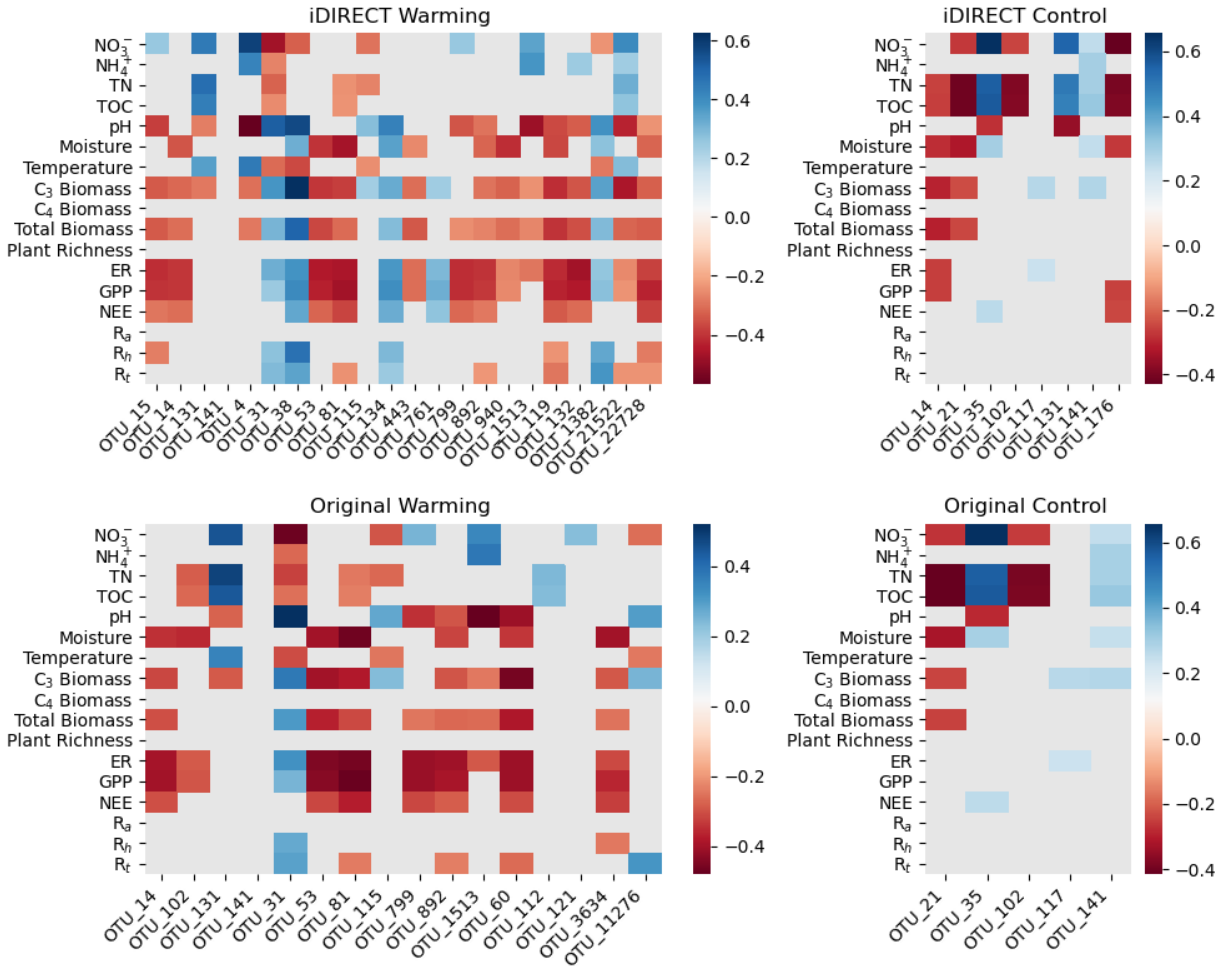 iDIRECT Warming
NO₃⁻
NH₄⁺
TN
TOC
pH
Moisture
Temperature
C₃ Biomass
C₄ Biomass
Total Biomass
Plant Richness
ER
GPP
NEE
Rₐ
Rₕ
Rₜ
OTU_15
OTU_14
OTU_131
OTU_141
OTU_4
OTU_31
OTU_38
OTU_53
OTU_81
OTU_115
OTU_134
OTU_443
OTU_761
OTU_799
OTU_892
OTU_940
OTU_1513
OTU_119
OTU_132
OTU_1382
OTU_21522
OTU_22728
0.6
0.4
0.2
0.0
−0.2
−0.4
iDIRECT Control
NO₃⁻
NH₄⁺
TN
TOC
pH
Moisture
Temperature
C₃ Biomass
C₄ Biomass
Total Biomass
Plant Richness
ER
GPP
NEE
Rₐ
Rₕ
Rₜ
OTU_14
OTU_21
OTU_35
OTU_102
OTU_117
OTU_131
OTU_141
OTU_176
0.6
0.4
0.2
0.0
−0.2
−0.4
Original Warming
NO₃⁻
NH₄⁺
TN
TOC
pH
Moisture
Temperature
C₃ Biomass
C₄ Biomass
Total Biomass
Plant Richness
ER
GPP
NEE
Rₐ
Rₕ
Rₜ
OTU_14
OTU_102
OTU_131
OTU_141
OTU_31
OTU_53
OTU_81
OTU_115
OTU_799
OTU_892
OTU_1513
OTU_60
OTU_112
OTU_121
OTU_3634
OTU_11276
0.4
0.2
0.0
−0.2
−0.4
Original Control
NO₃⁻
NH₄⁺
TN
TOC
pH
Moisture
Temperature
C₃ Biomass
C₄ Biomass
Total Biomass
Plant Richness
ER
GPP
NEE
Rₐ
Rₕ
Rₜ
OTU_21
OTU_35
OTU_102
OTU_117
OTU_141
0.6
0.4
0.2
0.0
−0.2
−0.4